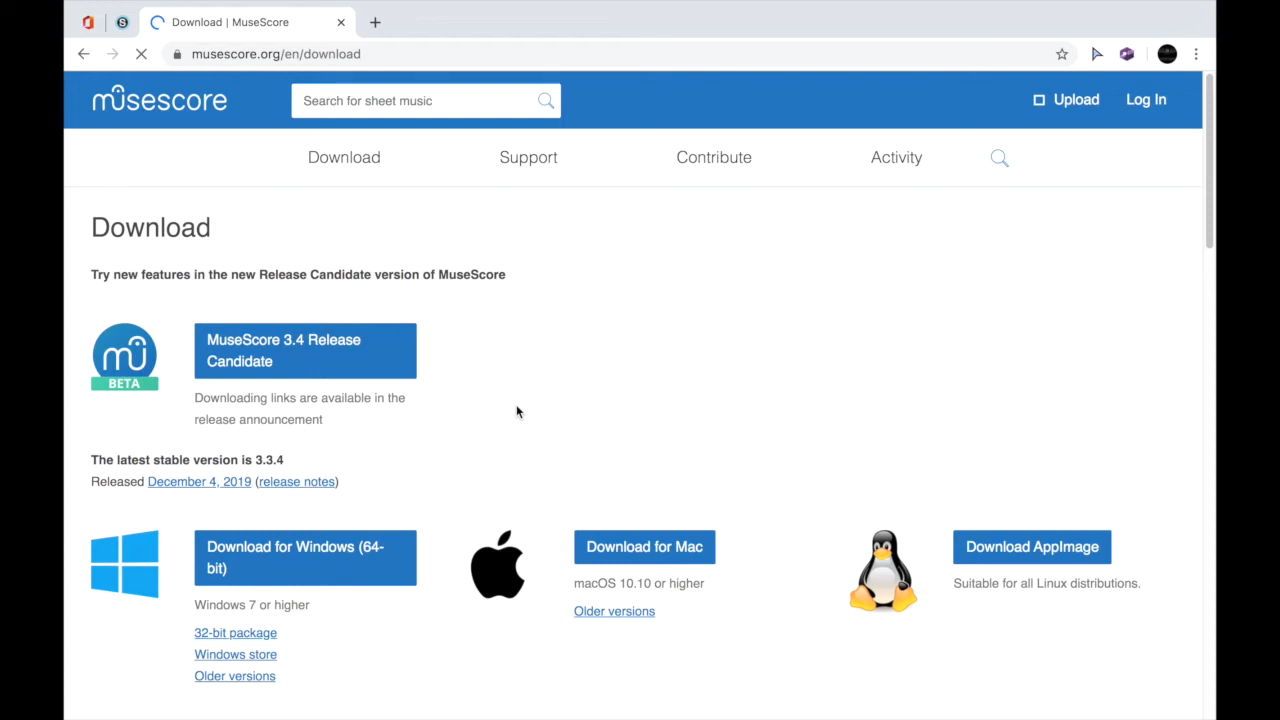 Download | MuseScore
musescore.org/en/download
musescore
Search for sheet music
Upload
Log In
Download
Support
Contribute
Activity
Download
Try new features in the new Release Candidate version of MuseScore
MuseScore 3.4 Release
Candidate
BETA
Downloading links are available in the
release announcement
The latest stable version is 3.3.4
Released December 4, 2019 (release notes)
Download for Windows (64-
bit)
Windows 7 or higher
32-bit package
Windows store
Older versions
Download for Mac
macOS 10.10 or higher
Older versions
Download AppImage
Suitable for all Linux distributions.